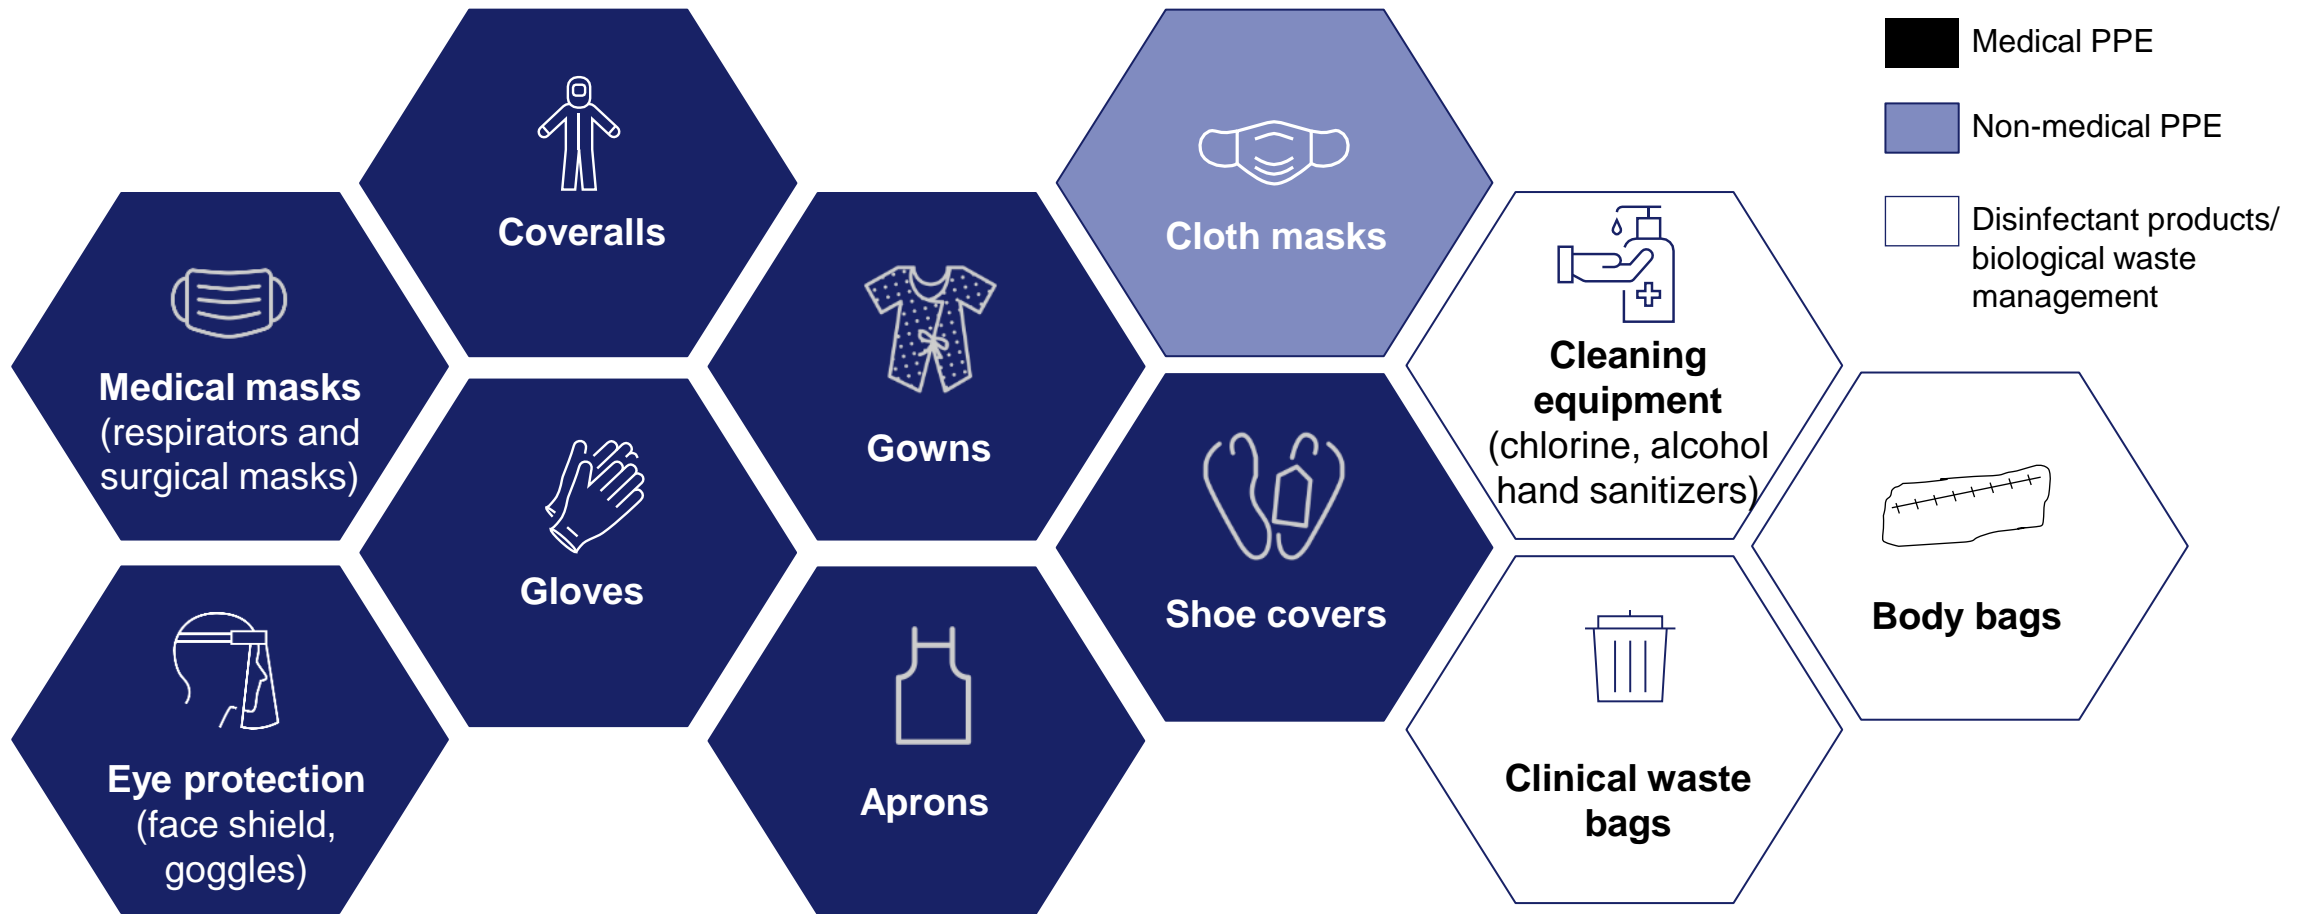 Medical PPE
Non-medical PPE
Disinfectant products/
biological waste
management
Coveralls
Cloth masks
Medical masks
(respirators and
surgical masks)
Gowns
Cleaning
equipment
(chlorine, alcohol
hand sanitizers)
Gloves
Shoe covers
Body bags
Eye protection
(face shield,
goggles)
Aprons
Clinical waste
bags